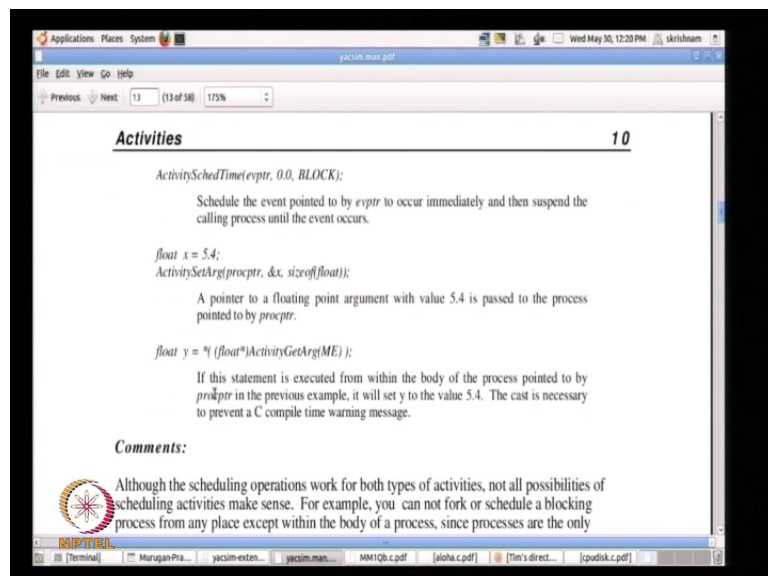 Applications Places System Wed May 30, 12:20 PM skrishnam
yacsim.man.pdf
File Edit View Go Help
Previous Next 13 (13 of 58) 175%
Activities 10
ActivitySchedTime(evptr, 0.0, BLOCK);
Schedule the event pointed to by evptr to occur immediately and then suspend the
calling process until the event occurs.
float x = 5.4;
ActivitySetArg(procptr, &x, sizeof(float));
A pointer to a floating point argument with value 5.4 is passed to the process
pointed to by procptr.
float y = *( (float*)ActivityGetArg(ME) );
If this statement is executed from within the body of the process pointed to by
procptr in the previous example, it will set y to the value 5.4. The cast is necessary
to prevent a C compile time warning message.
Comments:
Although the scheduling operations work for both types of activities, not all possibilities of
scheduling activities make sense. For example, you can not fork or schedule a blocking
process from any place except within the body of a process, since processes are the only
NPTEL
[Terminal] Murugan-Pra... yacsim-exten... yacsim.man.... MM1Qb.c.pdf [aloha.c.pdf] [Tim's direct... [cpudisk.c.pdf]